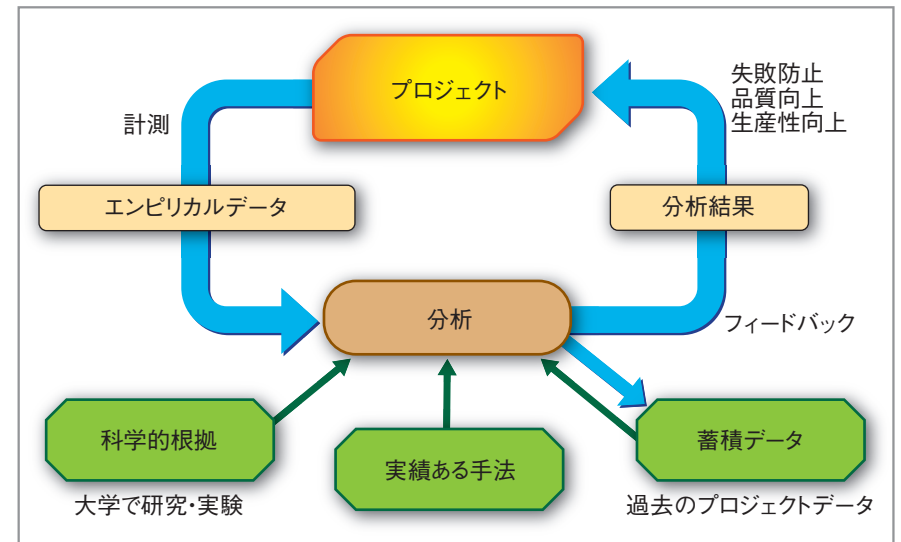 プロジェクト
失敗防止
品質向上
生産性向上
計測
エンピリカルデータ
分析結果
分析
フィードバック
科学的根拠
実績ある手法
蓄積データ
大学で研究・実験
過去のプロジェクトデータ